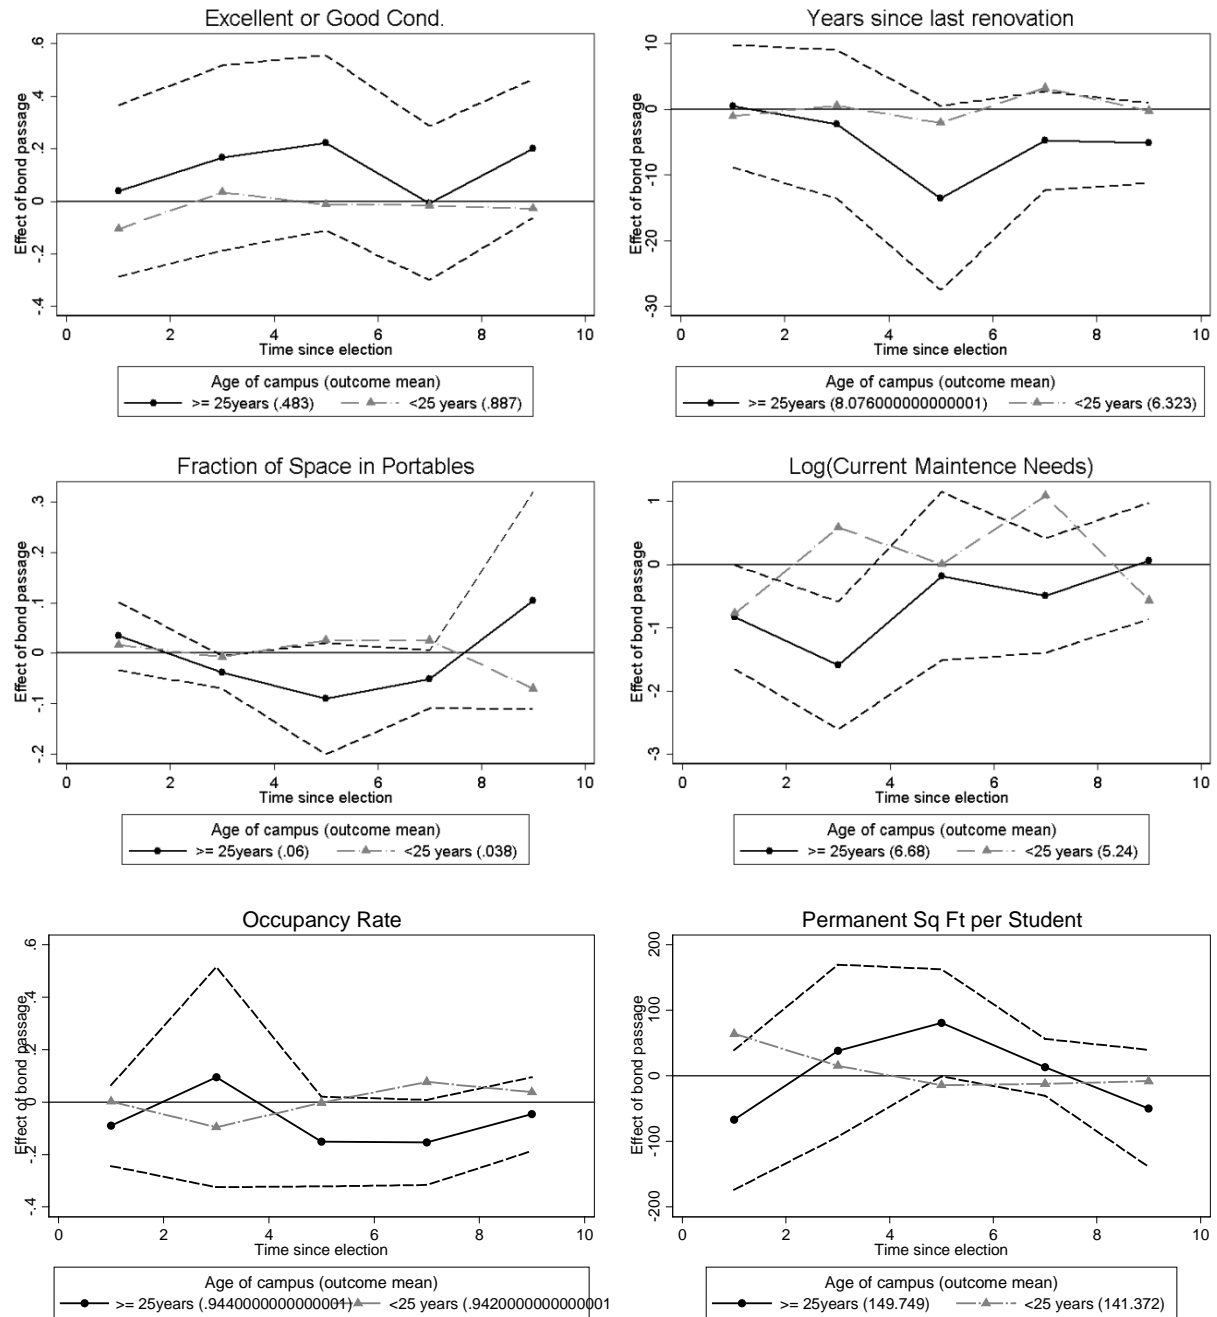 Excellent or Good Cond.
Effect of bond passage
.6
.4
.2
0
-.2
-.4
0 2 4 6 8 10
Time since election
Age of campus (outcome mean)
>= 25years (.483) <25 years (.887)
Years since last renovation
Effect of bond passage
10
0
-10
-20
-30
0 2 4 6 8 10
Time since election
Age of campus (outcome mean)
>= 25years (8.076000000000001) <25 years (6.323)
Fraction of Space in Portables
Effect of bond passage
.3
.2
.1
0
-.1
-.2
0 2 4 6 8 10
Time since election
Age of campus (outcome mean)
>= 25years (.06) <25 years (.038)
Log(Current Maintence Needs)
Effect of bond passage
1
0
-1
-2
-3
0 2 4 6 8 10
Time since election
Age of campus (outcome mean)
>= 25years (6.68) <25 years (5.24)
Occupancy Rate
Effect of bond passage
.6
.4
.2
0
-.2
-.4
0 2 4 6 8 10
Time since election
Age of campus (outcome mean)
>= 25years (.9440000000000001) <25 years (.9420000000000001
Permanent Sq Ft per Student
Effect of bond passage
200
100
0
-100
-200
0 2 4 6 8 10
Time since election
Age of campus (outcome mean)
>= 25years (149.749) <25 years (141.372)